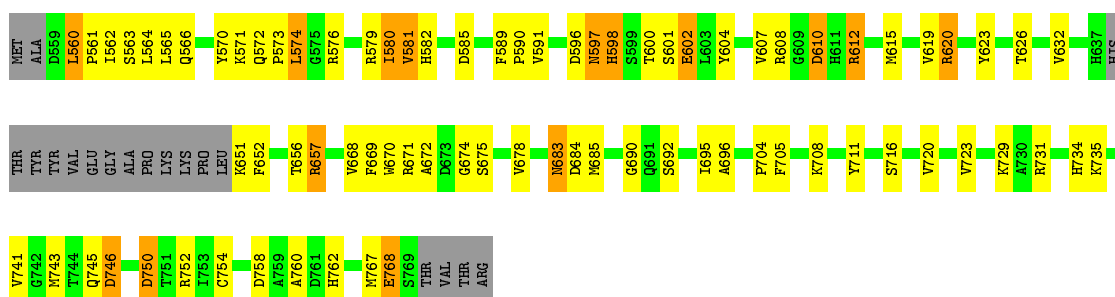 MET ALA D559 L560 P561 I562 S563 L564 L565 Q566 Y570 K571 Q572 P573 L574 G575 R576 R579 I580 V581 H582 D585 F589 P590 V591 D596 N597 H598 S599 T600 S601 E602 L603 Y604 V607 R608 G609 D610 H611 R612 M615 V619 R620 Y623 T626 V632 H637 HIS
THR TYR TYR VAL GLU GLY ALA PRO LYS LYS PRO LEU K651 F652 T656 R657 V668 F669 W670 R671 A672 D673 G674 S675 V678 N683 D684 M685 G690 Q691 S692 I695 A696 P704 F705 K708 Y711 S716 V720 V723 K729 A730 R731 H734 K735
V741 G742 M743 T744 Q745 D746 D750 T751 R752 I753 C754 D758 A759 A760 D761 H762 M767 E768 S769 THR VAL THR ARG